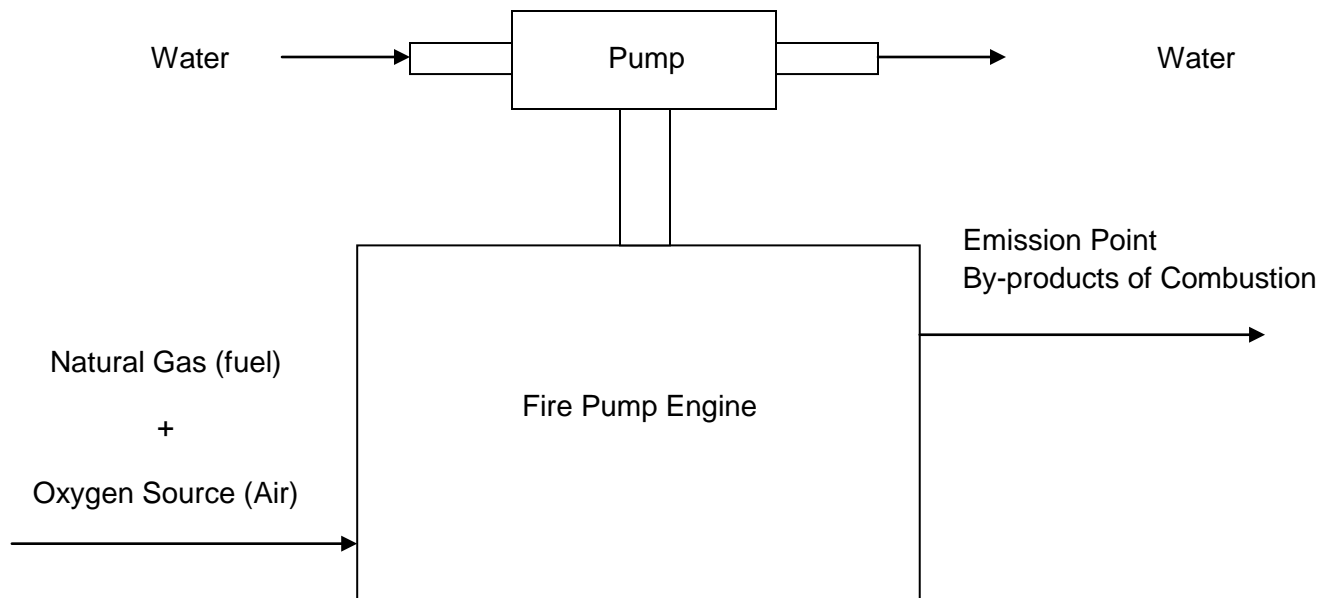 Water
Pump
Water
Emission Point
By-products of Combustion
Natural Gas (fuel)
+
Oxygen Source (Air)
Fire Pump Engine